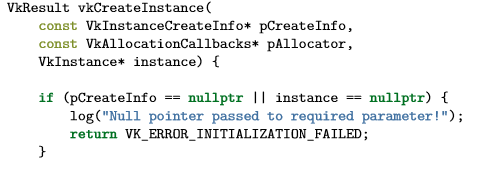 VkResult vkCreateInstance(
    const VkInstanceCreateInfo* pCreateInfo,
    const VkAllocationCallbacks* pAllocator,
    VkInstance* instance) {
    if (pCreateInfo == nullptr || instance == nullptr) {
        log("Null pointer passed to required parameter!");
        return VK_ERROR_INITIALIZATION_FAILED;
    }